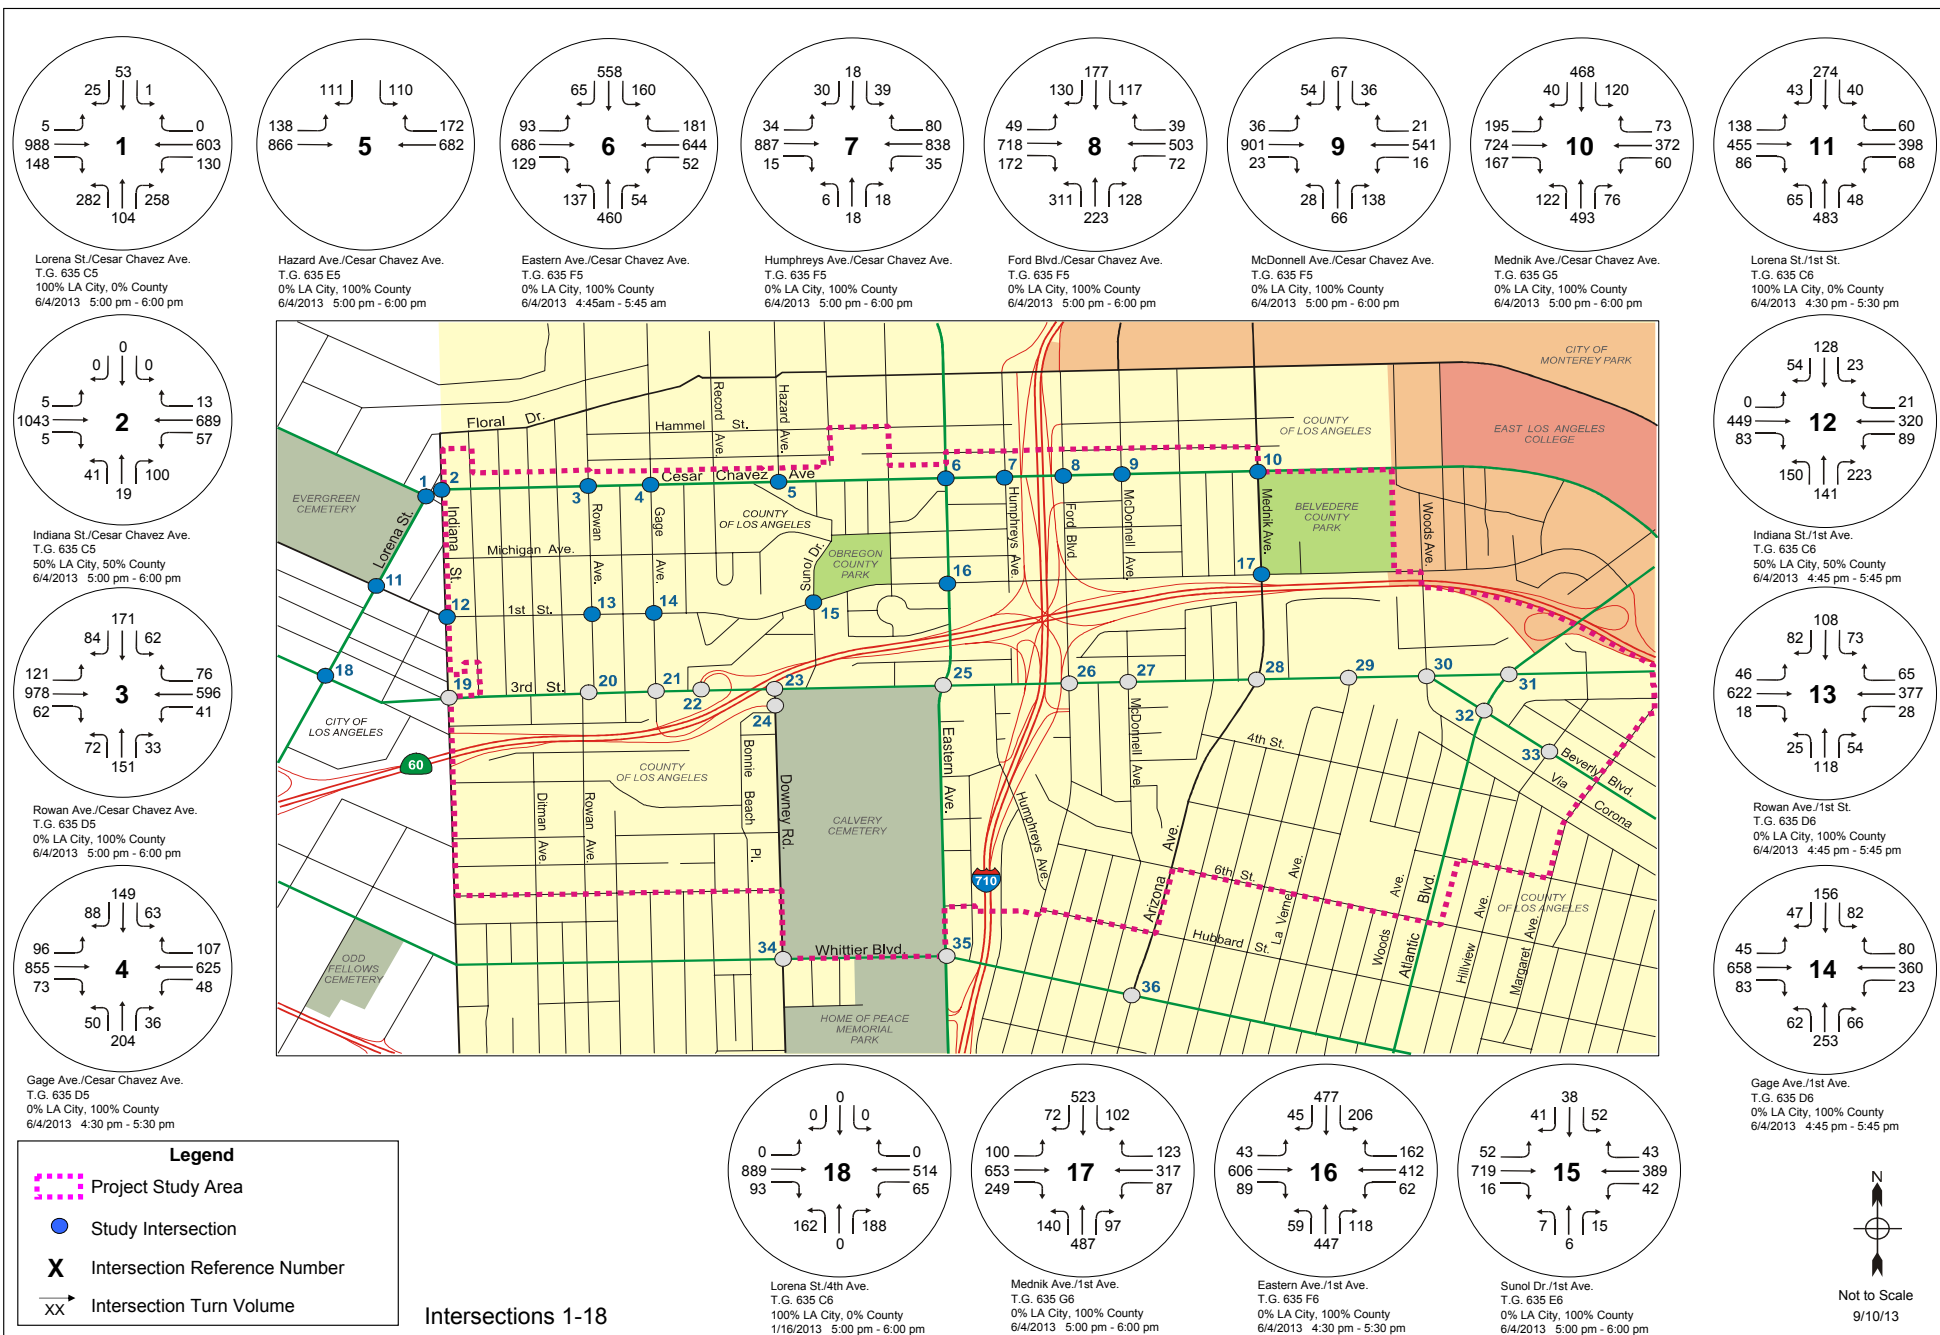 53
25 1
5 0
988 1 603
148 130
282 258
104
Lorena St./Cesar Chavez Ave.
T.G. 635 C5
100% LA City, 0% County
6/4/2013 5:00 pm - 6:00 pm
111 110
138 172
866 5 682
Hazard Ave./Cesar Chavez Ave.
T.G. 635 E5
0% LA City, 100% County
6/4/2013 5:00 pm - 6:00 pm
558
65 160
93 181
686 6 644
129 52
137 54
460
Eastern Ave./Cesar Chavez Ave.
T.G. 635 F5
0% LA City, 100% County
6/4/2013 4:45am - 5:45 am
18
30 39
34 80
887 7 838
15 35
6 18
18
Humphreys Ave./Cesar Chavez Ave.
T.G. 635 F5
0% LA City, 100% County
6/4/2013 5:00 pm - 6:00 pm
177
130 117
49 39
718 8 503
172 72
311 128
223
Ford Blvd./Cesar Chavez Ave.
T.G. 635 F5
0% LA City, 100% County
6/4/2013 5:00 pm - 6:00 pm
67
54 36
36 21
901 9 541
23 16
28 138
66
McDonnell Ave./Cesar Chavez Ave.
T.G. 635 F5
0% LA City, 100% County
6/4/2013 5:00 pm - 6:00 pm
468
40 120
195 73
724 10 372
167 60
122 76
493
Mednik Ave./Cesar Chavez Ave.
T.G. 635 G5
0% LA City, 100% County
6/4/2013 5:00 pm - 6:00 pm
274
43 40
138 60
455 11 398
86 68
65 48
483
Lorena St./1st St.
T.G. 635 C6
100% LA City, 0% County
6/4/2013 4:30 pm - 5:30 pm
0
0 0
5 13
1043 2 689
5 57
41 100
19
Indiana St./Cesar Chavez Ave.
T.G. 635 C5
50% LA City, 50% County
6/4/2013 5:00 pm - 6:00 pm
171
84 62
121 76
978 3 596
62 41
72 33
151
Rowan Ave./Cesar Chavez Ave.
T.G. 635 D5
0% LA City, 100% County
6/4/2013 5:00 pm - 6:00 pm
149
88 63
96 107
855 4 625
73 48
50 36
204
Gage Ave./Cesar Chavez Ave.
T.G. 635 D5
0% LA City, 100% County
6/4/2013 4:30 pm - 5:30 pm
CITY OF
MONTEREY PARK
EAST LOS ANGELES
COLLEGE
COUNTY
OF LOS ANGELES
Floral Dr.
Hammel St.
Record Ave.
Hazard Ave.
Cesar Chavez Ave
1 2 3 4 5 6 7 8 9 10
EVERGREEN
CEMETERY
Lorena St.
Indiana St.
Rowan Ave.
Gage Ave.
COUNTY
OF LOS ANGELES
Michigan Ave.
Sunol Dr.
OBREGON
COUNTY
PARK
Humphreys Ave.
Ford Blvd.
McDonnell Ave.
Mednik Ave.
BELVEDERE
COUNTY
PARK
Woods Ave.
11 12 13 14 15 16 17
1st St.
18 19 20 21 22 23 24 25 26 27 28 29 30 31 32 33
3rd St.
CITY OF
LOS ANGELES
60
COUNTY
OF LOS ANGELES
Ditman Ave.
Rowan Ave.
Bonnie Beach Pl.
Downey Rd.
CALVERY
CEMETERY
Eastern Ave.
Humphreys Ave.
McDonnell Ave.
4th St.
Beverly Blvd.
Via Corona
710
Arizona Ave.
6th St.
La Verne Ave.
Hubbard St.
Woods Ave.
Atlantic Blvd.
Hillview Ave.
Margaret Ave.
COUNTY
OF LOS ANGELES
34 35 36
Whittier Blvd.
ODD
FELLOWS
CEMETERY
HOME OF PEACE
MEMORIAL
PARK
128
54 23
0 21
449 12 320
83 89
150 223
141
Indiana St./1st Ave.
T.G. 635 C6
50% LA City, 50% County
6/4/2013 4:45 pm - 5:45 pm
108
82 73
46 65
622 13 377
18 28
25 54
118
Rowan Ave./1st St.
T.G. 635 D6
0% LA City, 100% County
6/4/2013 4:45 pm - 5:45 pm
156
47 82
45 80
658 14 360
83 23
62 66
253
Gage Ave./1st Ave.
T.G. 635 D6
0% LA City, 100% County
6/4/2013 4:45 pm - 5:45 pm
0
0 0
0 0
889 18 514
93 65
162 188
0
Lorena St./4th Ave.
T.G. 635 C6
100% LA City, 0% County
1/16/2013 5:00 pm - 6:00 pm
523
72 102
100 123
653 17 317
249 87
140 97
487
Mednik Ave./1st Ave.
T.G. 635 G6
0% LA City, 100% County
6/4/2013 5:00 pm - 6:00 pm
477
45 206
43 162
606 16 412
89 62
59 118
447
Eastern Ave./1st Ave.
T.G. 635 F6
0% LA City, 100% County
6/4/2013 4:30 pm - 5:30 pm
38
41 52
52 43
719 15 389
16 42
7 15
6
Sunol Dr./1st Ave.
T.G. 635 E6
0% LA City, 100% County
6/4/2013 5:00 pm - 6:00 pm
Legend
Project Study Area
Study Intersection
X Intersection Reference Number
XX Intersection Turn Volume
Intersections 1-18
N
Not to Scale
9/10/13